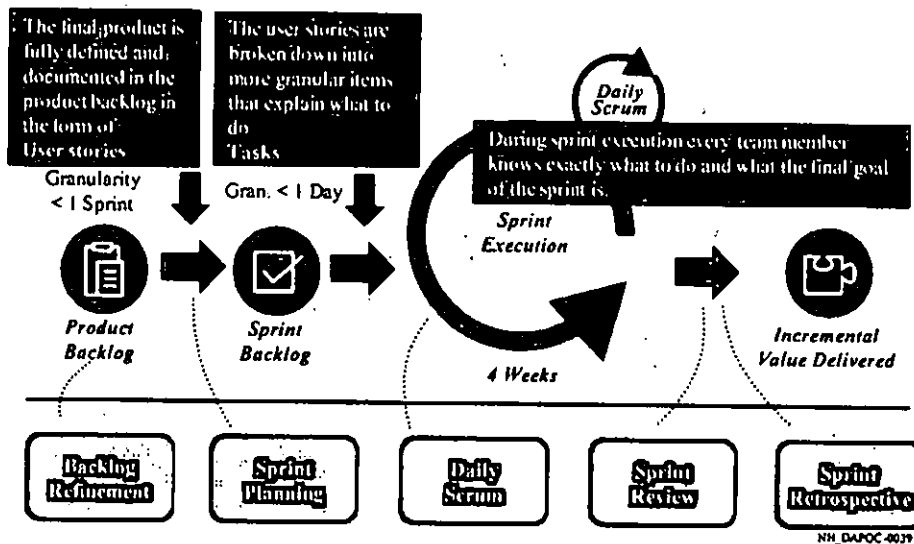 The final product is
fully defined and
documented in the
product backlog in
the form of
User stories
The user stories are
broken down into
more granular items
that explain what to
do
Tasks
Daily
Scrum
During sprint execution every team member
knows exactly what to do and what the final goal
of the sprint is.
Granularity
< 1 Sprint
Gran. < 1 Day
Sprint
Execution
Product
Backlog
Sprint
Backlog
4 Weeks
Incremental
Value Delivered
Backlog
Refinement
Sprint
Planning
Daily
Scrum
Sprint
Review
Sprint
Retrospective
NH_DAPOC-0039